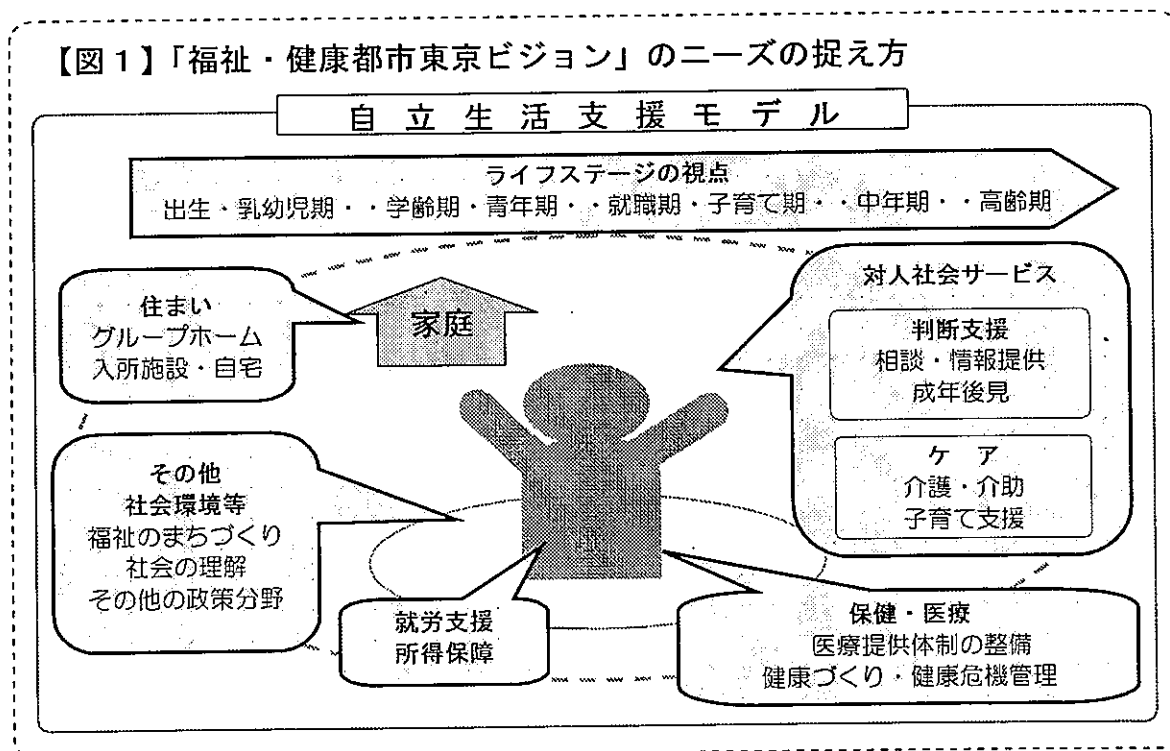 【図1】「福祉・健康都市東京ビジョン」のニーズの捉え方
自立生活支援モデル
ライフステージの視点
出生・乳幼児期・・学齢期・青年期・・就職期・子育て期・・中年期・・高齢期
住まい
グループホーム
入所施設・自宅
家庭
対人社会サービス
判断支援
相談・情報提供
成年後見
ケア
介護・介助
子育て支援
その他
社会環境等
福祉のまちづくり
社会の理解
その他の政策分野
就労支援
所得保障
保健・医療
医療提供体制の整備
健康づくり・健康危機管理